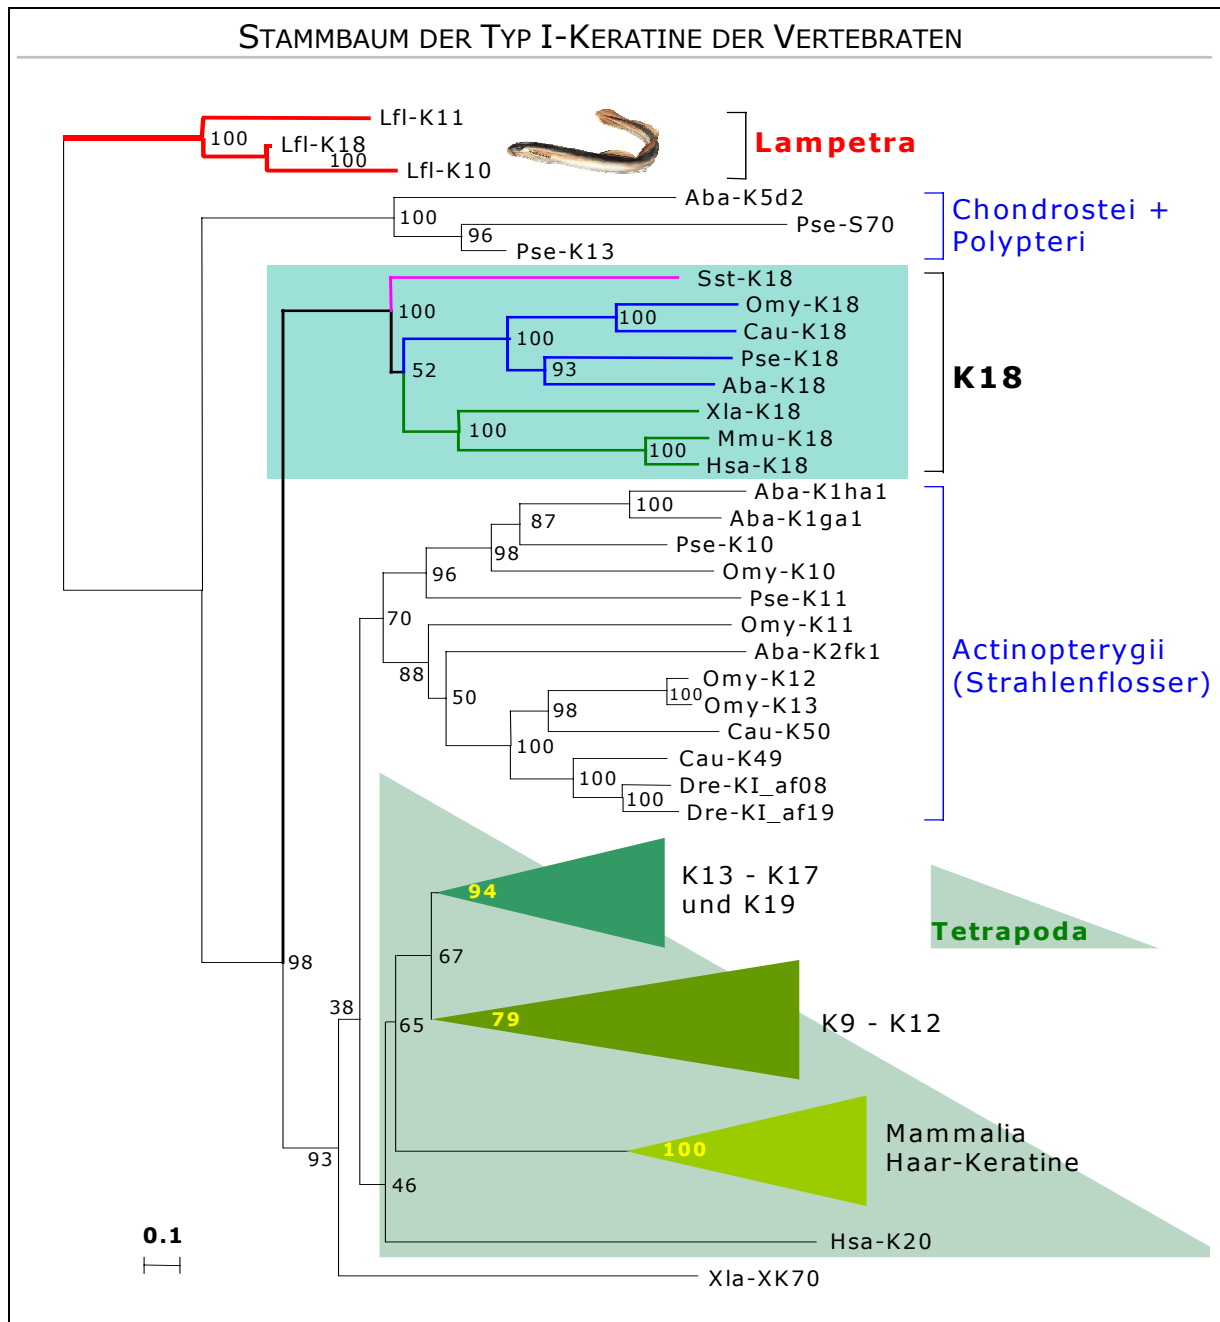 STAMMBAUM DER TYP I-KERATINE DER VERTEBRATEN
Lfl-K11
100
Lfl-K18
100
Lfl-K10
Lampetra
Aba-K5d2
100
Pse-S70
96
Pse-K13
Chondrostei +
Polypteri
Sst-K18
100
Omy-K18
100
Cau-K18
100
Pse-K18
93
Aba-K18
52
Xla-K18
100
Mmu-K18
100
Hsa-K18
K18
Aba-K1ha1
100
Aba-K1ga1
87
Pse-K10
98
Omy-K10
96
Pse-K11
70
Omy-K11
88
Aba-K2fk1
50
Omy-K12
100
Omy-K13
98
Cau-K50
100
Cau-K49
100
Dre-KI_af08
100
Dre-KI_af19
Actinopterygii
(Strahlenflosser)
94
K13 - K17
und K19
Tetrapoda
67
98
38
65
79
K9 - K12
100
Mammalia
Haar-Keratine
93
46
Hsa-K20
0.1
Xla-XK70